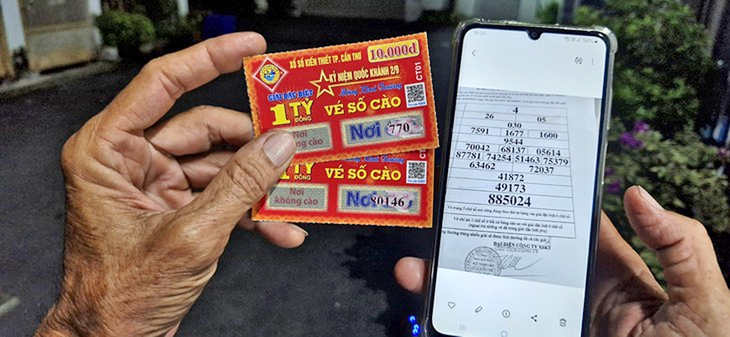 XỔ SỐ KIẾN THIẾT TP. CẦN THƠ
10.000đ
KỶ NIỆM QUỐC KHÁNH 2/9
GIẢI ĐẶC BIỆT
1 TỶ
ĐỒNG
VÉ SỐ CÀO
CT01
Nơi
không cào
Nơi
770
1 TỶ
ĐỒNG
VÉ SỐ CÀO
Nơi
không cào
Nơi
80146
4
26 05
030
7591 1677 1600
9544
70042 68137 05614
87781 74254 51463 75379
63462 72037
41872
49173
885024
ĐẠI DIỆN CÔNG TY XSKT